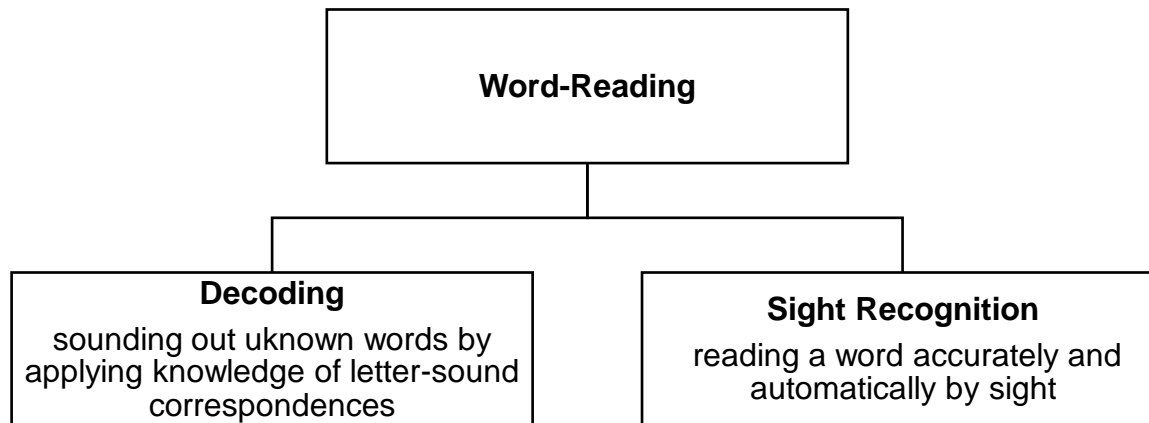 Word-Reading
Decoding
sounding out uknown words by
applying knowledge of letter-sound
correspondences
Sight Recognition
reading a word accurately and
automatically by sight